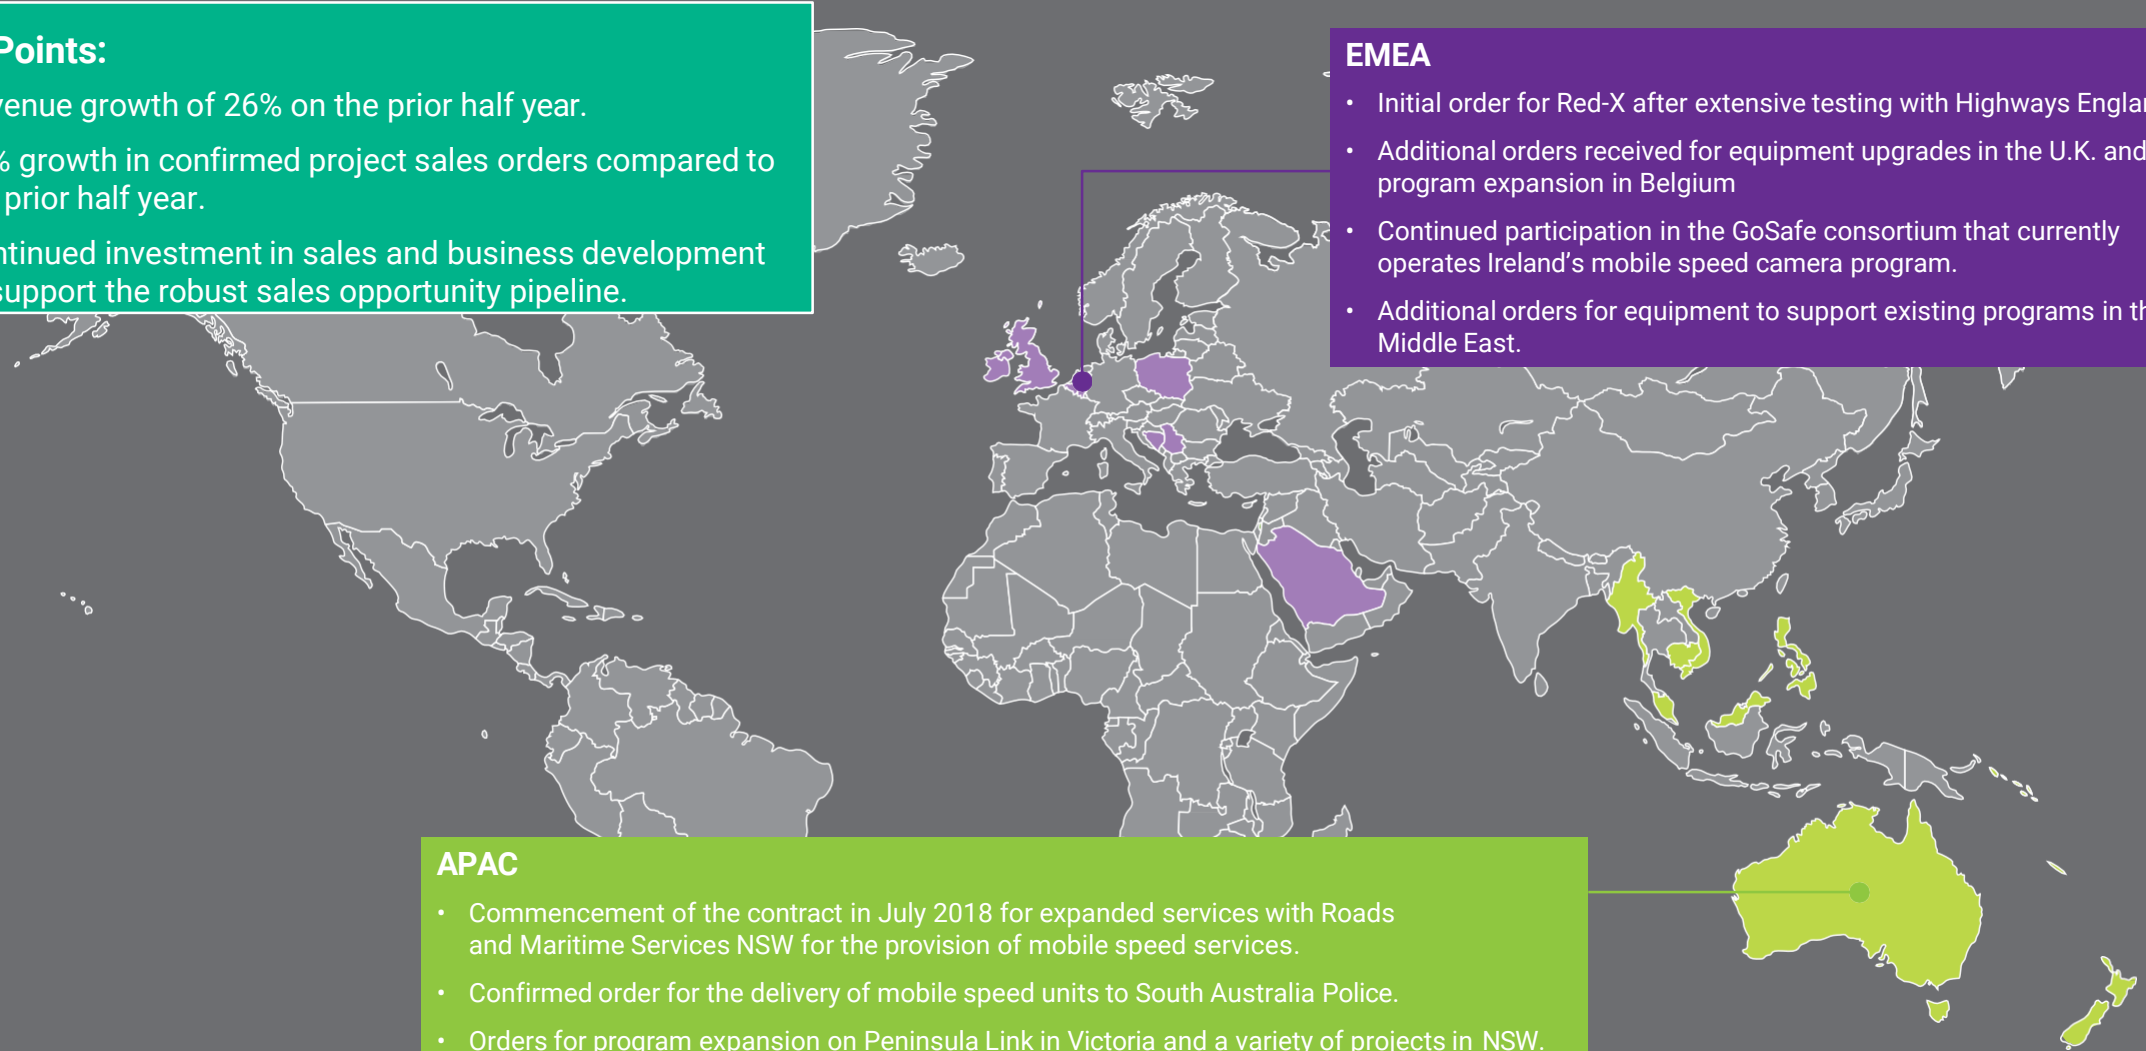 Points:
venue growth of 26% on the prior half year.
% growth in confirmed project sales orders compared to
prior half year.
ntinued investment in sales and business development
support the robust sales opportunity pipeline.
EMEA
• Initial order for Red-X after extensive testing with Highways Englan
• Additional orders received for equipment upgrades in the U.K. and
program expansion in Belgium
• Continued participation in the GoSafe consortium that currently
operates Ireland's mobile speed camera program.
• Additional orders for equipment to support existing programs in th
Middle East.
APAC
• Commencement of the contract in July 2018 for expanded services with Roads
and Maritime Services NSW for the provision of mobile speed services.
• Confirmed order for the delivery of mobile speed units to South Australia Police.
• Orders for program expansion on Peninsula Link in Victoria and a variety of projects in NSW.